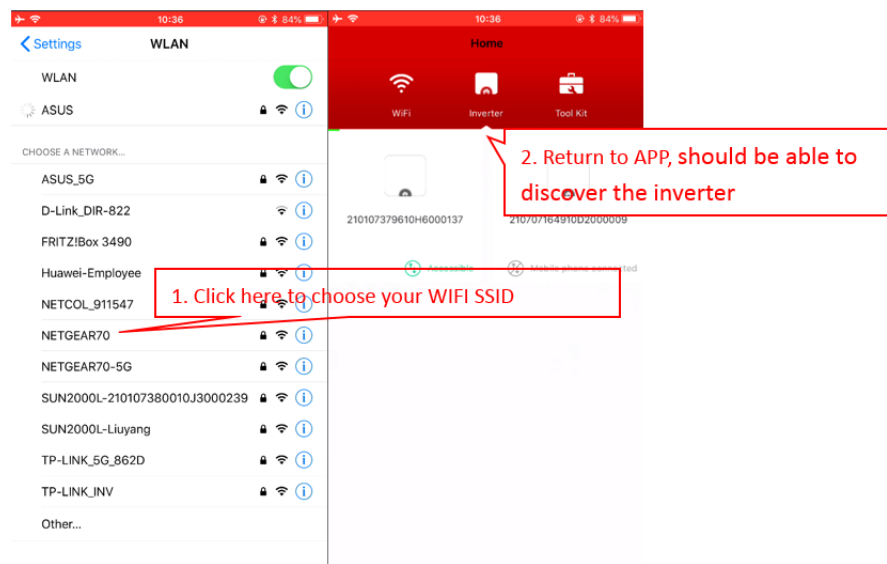 10:36
84%
Settings
WLAN
WLAN
ASUS
CHOOSE A NETWORK...
ASUS_5G
D-Link_DIR-822
FRITZ!Box 3490
Huawei-Employee
NETCOL_911547
NETGEAR70
NETGEAR70-5G
SUN2000L-210107380010J3000239
SUN2000L-Liuyang
TP-LINK_5G_862D
TP-LINK_INV
Other...
1. Click here to choose your WIFI SSID
10:36
84%
Home
WiFi
Inverter
Tool Kit
2. Return to APP, should be able to
discover the inverter
210107379610H6000137
210707164910D2000009
Accessible
Mobile phone connected